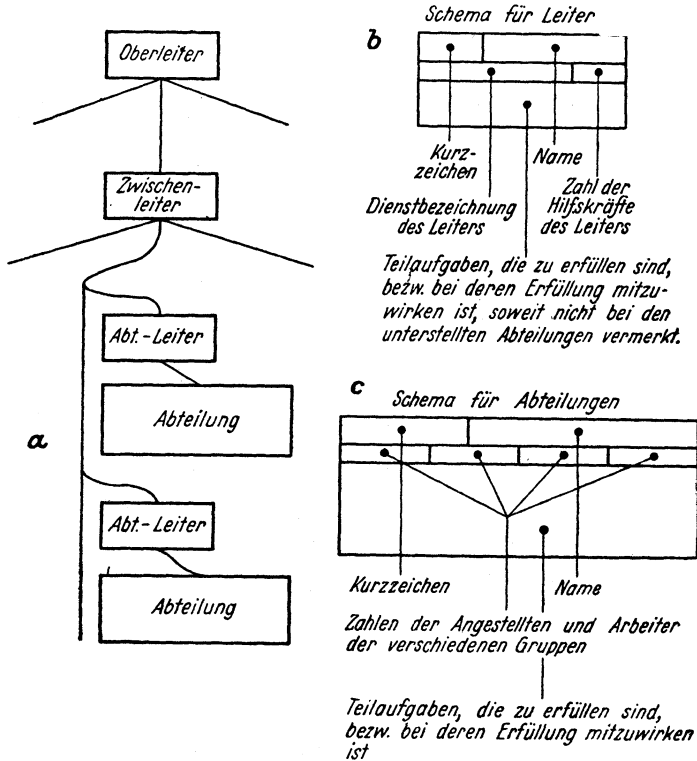 a
Oberleiter
Zwischen-
leiter
Abt.-Leiter
Abteilung
Abt.-Leiter
Abteilung
b
Schema für Leiter
Kurz-
zeichen
Name
Dienstbezeichnung
des Leiters
Zahl der
Hilfskräfte
des Leiters
Teilaufgaben, die zu erfüllen sind,
bezw. bei deren Erfüllung mitzu-
wirken ist, soweit nicht bei den
unterstellten Abteilungen vermerkt.
c
Schema für Abteilungen
Kurzzeichen
Name
Zahlen der Angestellten und Arbeiter
der verschiedenen Gruppen
Teilaufgaben, die zu erfüllen sind,
bezw. bei deren Erfüllung mitzuwirken
ist